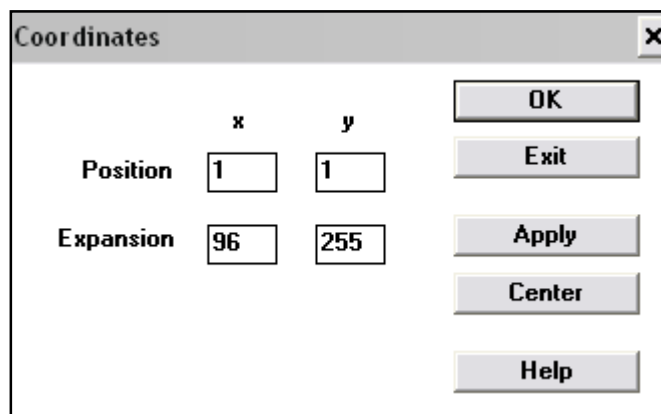 Coordinates
x y
Position 1 1
Expansion 96 255
OK
Exit
Apply
Center
Help